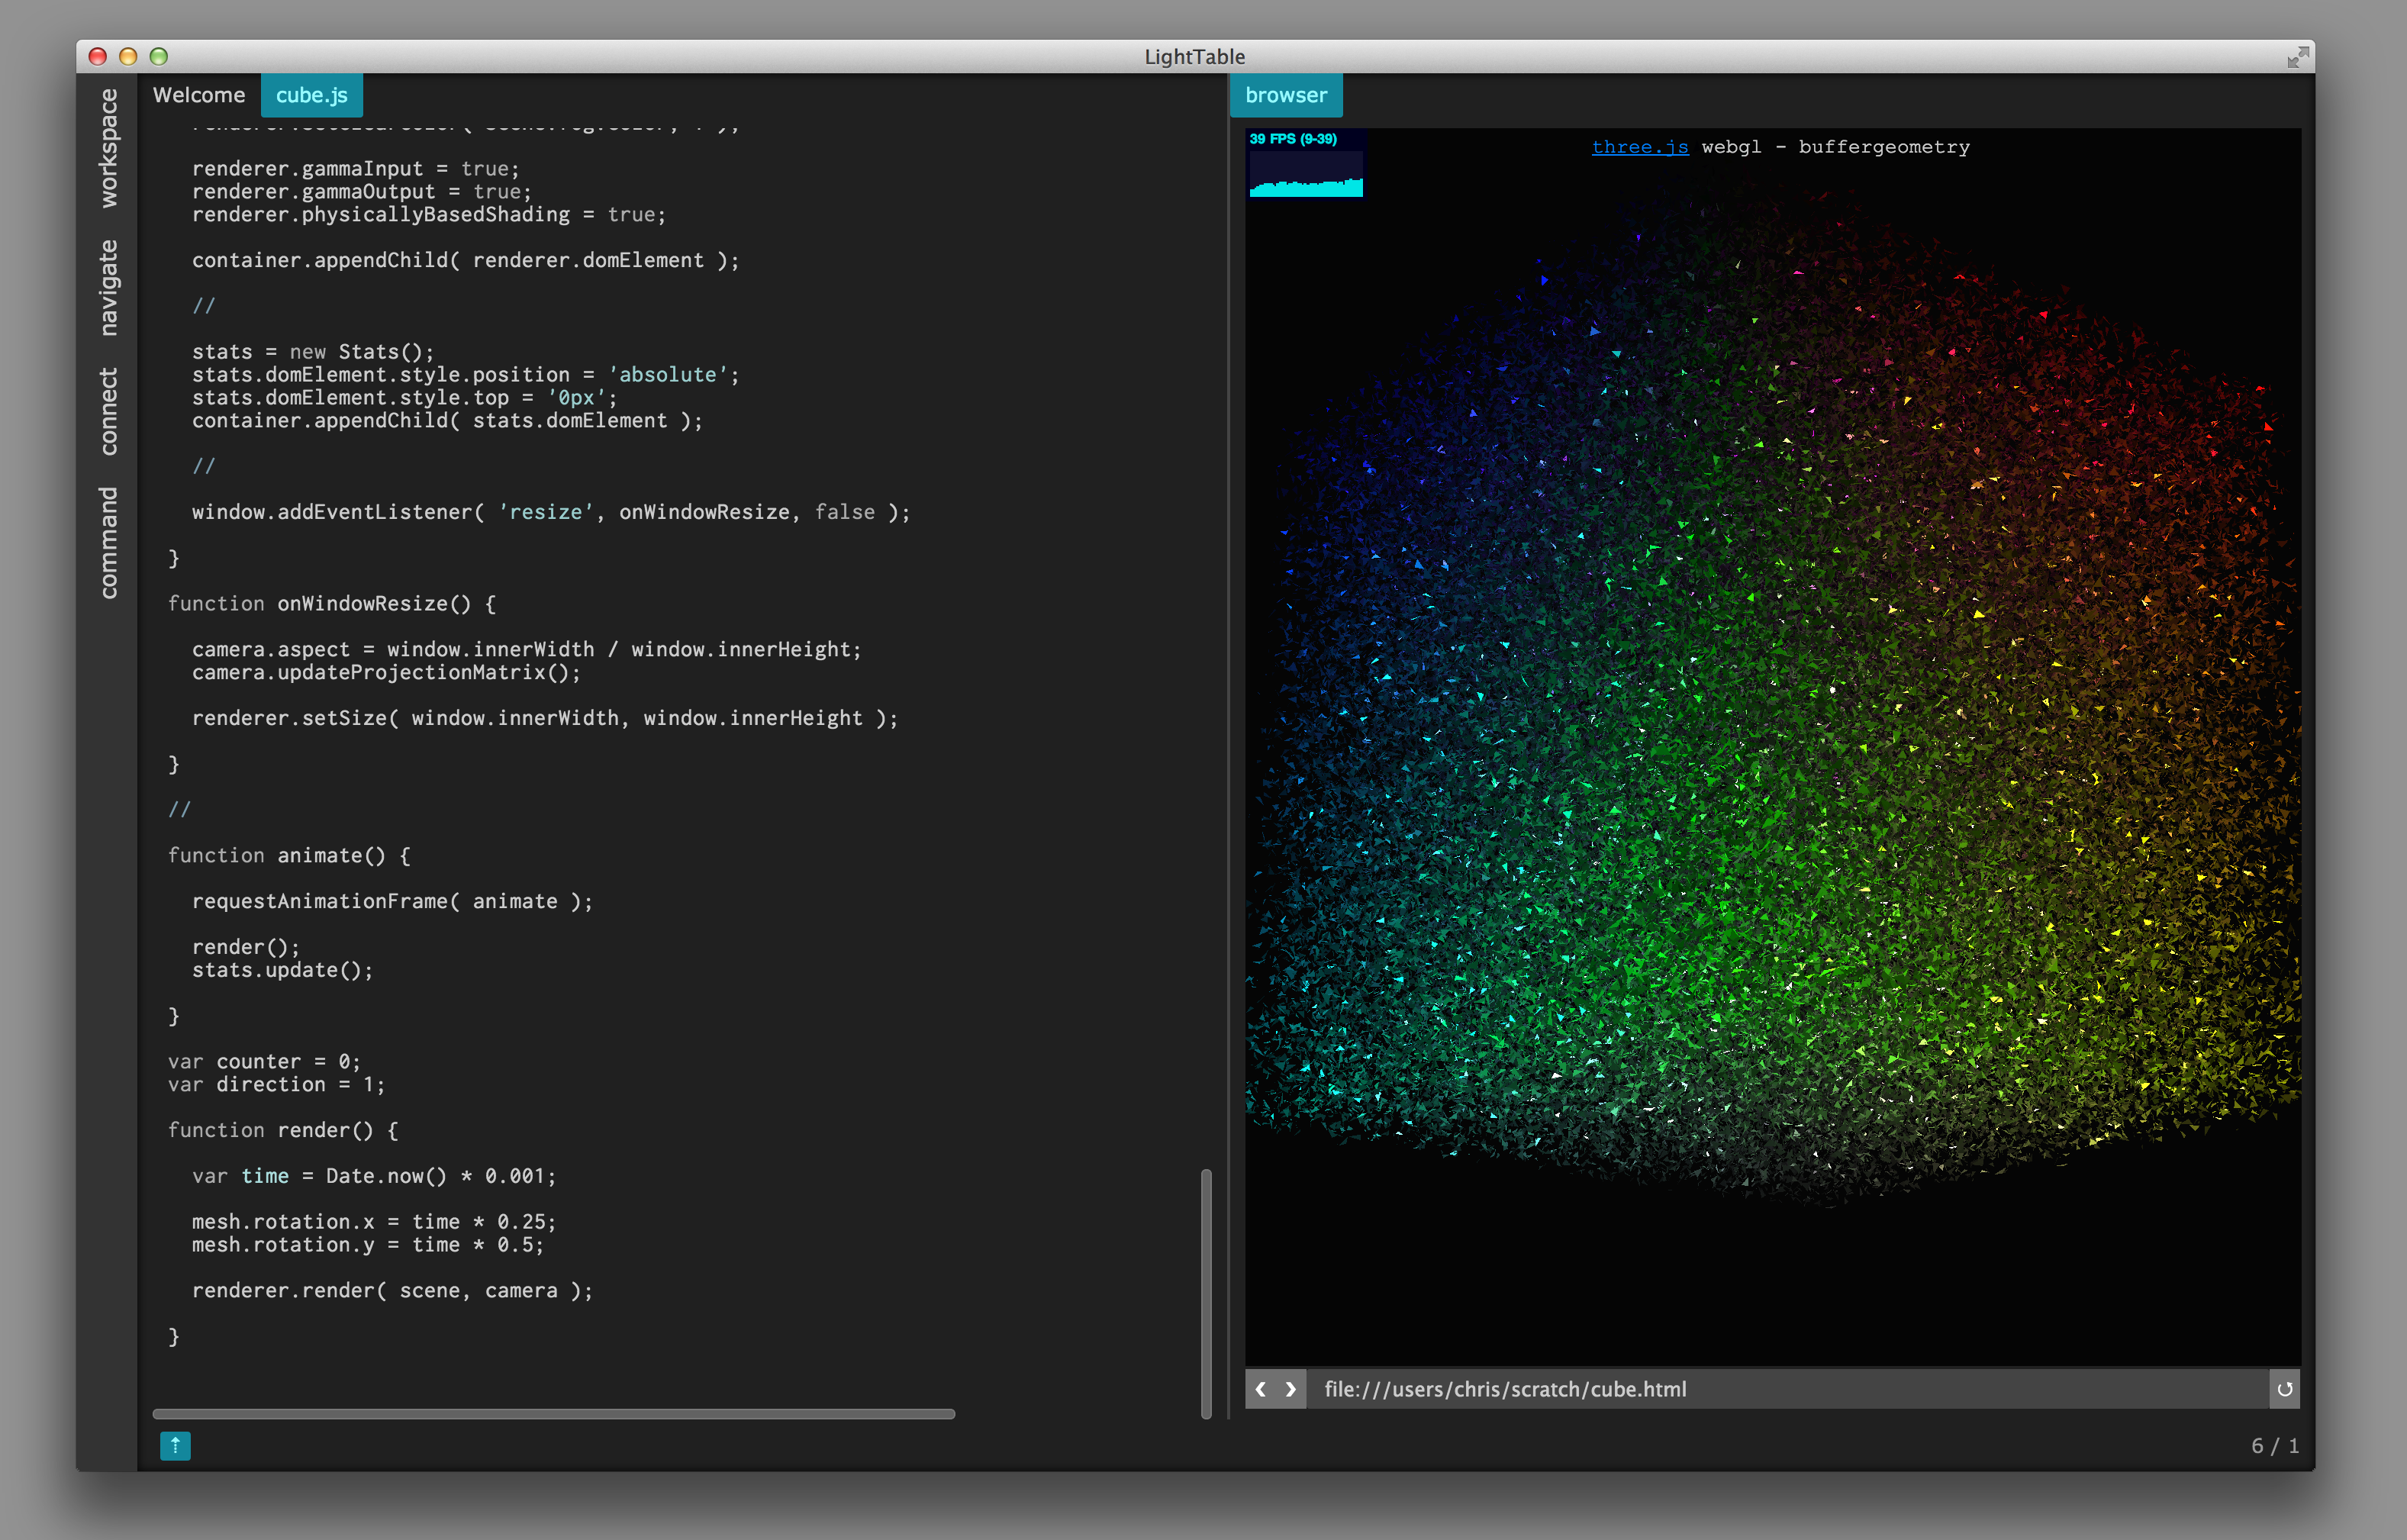 LightTable
workspace
navigate
connect
command
Welcome
cube.js
renderer.gammaInput = true;
renderer.gammaOutput = true;
renderer.physicallyBasedShading = true;
container.appendChild( renderer.domElement );
//
stats = new Stats();
stats.domElement.style.position = 'absolute';
stats.domElement.style.top = '0px';
container.appendChild( stats.domElement );
//
window.addEventListener( 'resize', onWindowResize, false );
}
function onWindowResize() {
camera.aspect = window.innerWidth / window.innerHeight;
camera.updateProjectionMatrix();
renderer.setSize( window.innerWidth, window.innerHeight );
}
//
function animate() {
requestAnimationFrame( animate );
render();
stats.update();
}
var counter = 0;
var direction = 1;
function render() {
var time = Date.now() * 0.001;
mesh.rotation.x = time * 0.25;
mesh.rotation.y = time * 0.5;
renderer.render( scene, camera );
}
browser
39 FPS (9-39)
three.js webgl - buffergeometry
file:///users/chris/scratch/cube.html
6 / 1